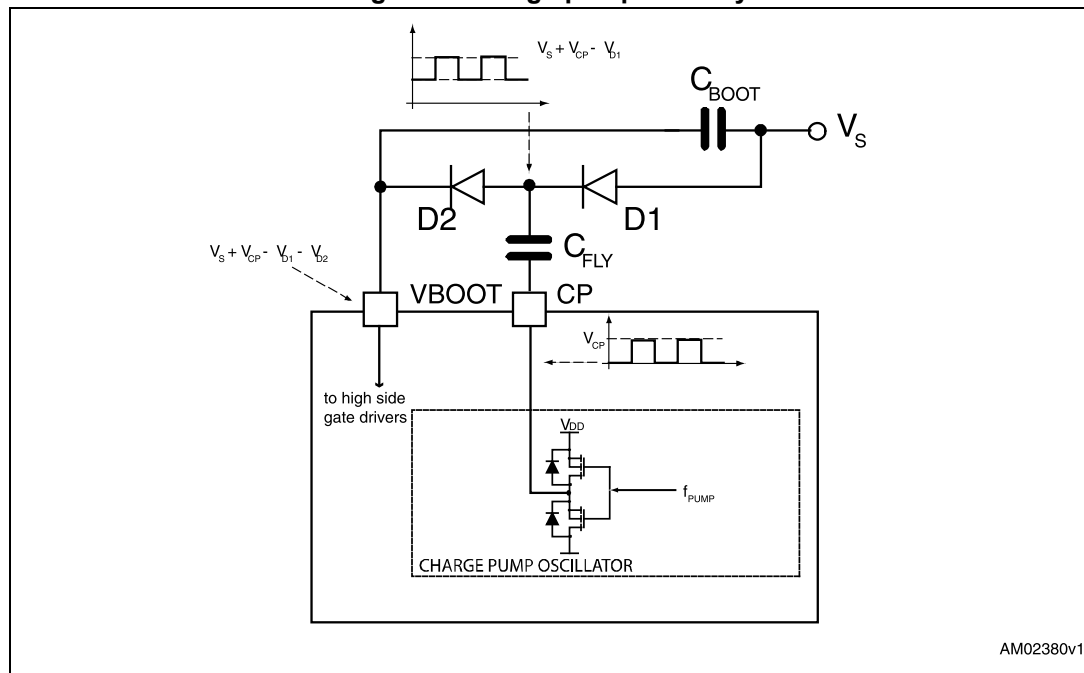 V_S + V_CP - V_D1
C_BOOT
V_S
D2
D1
C_FLY
V_S + V_CP - V_D1 - V_D2
VBOOT
CP
V_CP
to high side
gate drivers
VDD
f_PUMP
CHARGE PUMP OSCILLATOR
AM02380v1